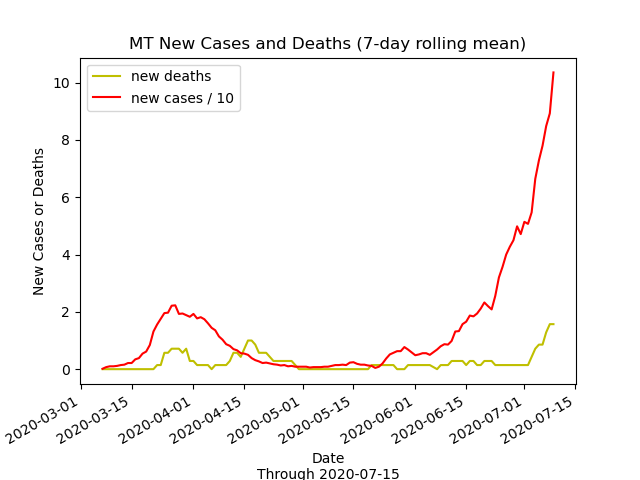 MT New Cases and Deaths (7-day rolling mean)
new deaths
new cases / 10
New Cases or Deaths
10
8
6
4
2
0
2020-03-01
2020-03-15
2020-04-01
2020-04-15
2020-05-01
2020-05-15
2020-06-01
2020-06-15
2020-07-01
2020-07-15
Date
Through 2020-07-15